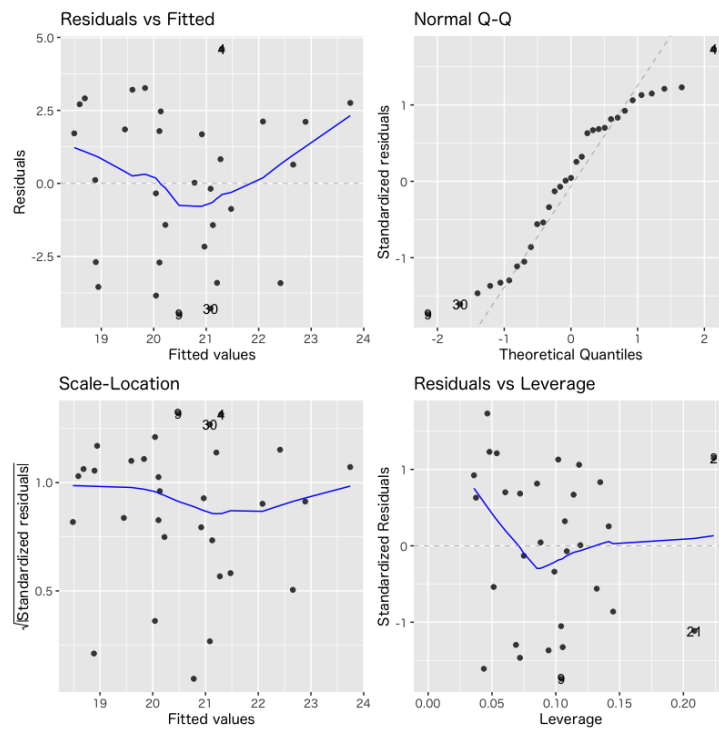 Residuals vs Fitted
5.0
2.5
0.0
-2.5
Residuals
4
9
30
19 20 21 22 23 24
Fitted values
Normal Q-Q
1
0
-1
Standardized residuals
4
30
9
-2 -1 0 1 2
Theoretical Quantiles
Scale-Location
1.0
0.5
√|Standardized residuals|
9
4
30
19 20 21 22 23 24
Fitted values
Residuals vs Leverage
1
0
-1
Standardized Residuals
2
21
9
0.00 0.05 0.10 0.15 0.20
Leverage